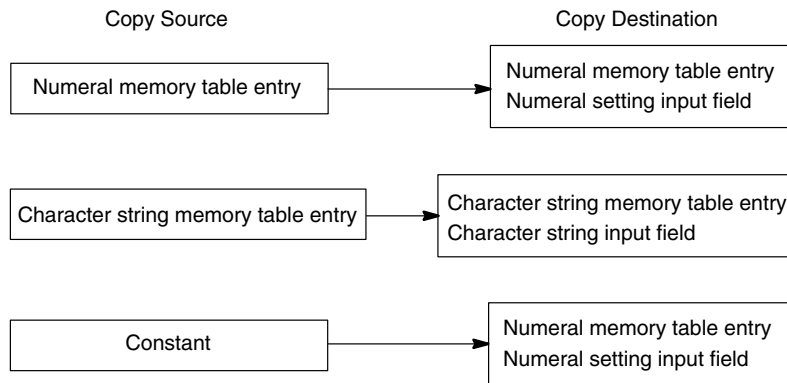 Copy Source
Copy Destination
Numeral memory table entry
Numeral memory table entry
Numeral setting input field
Character string memory table entry
Character string memory table entry
Character string input field
Constant
Numeral memory table entry
Numeral setting input field